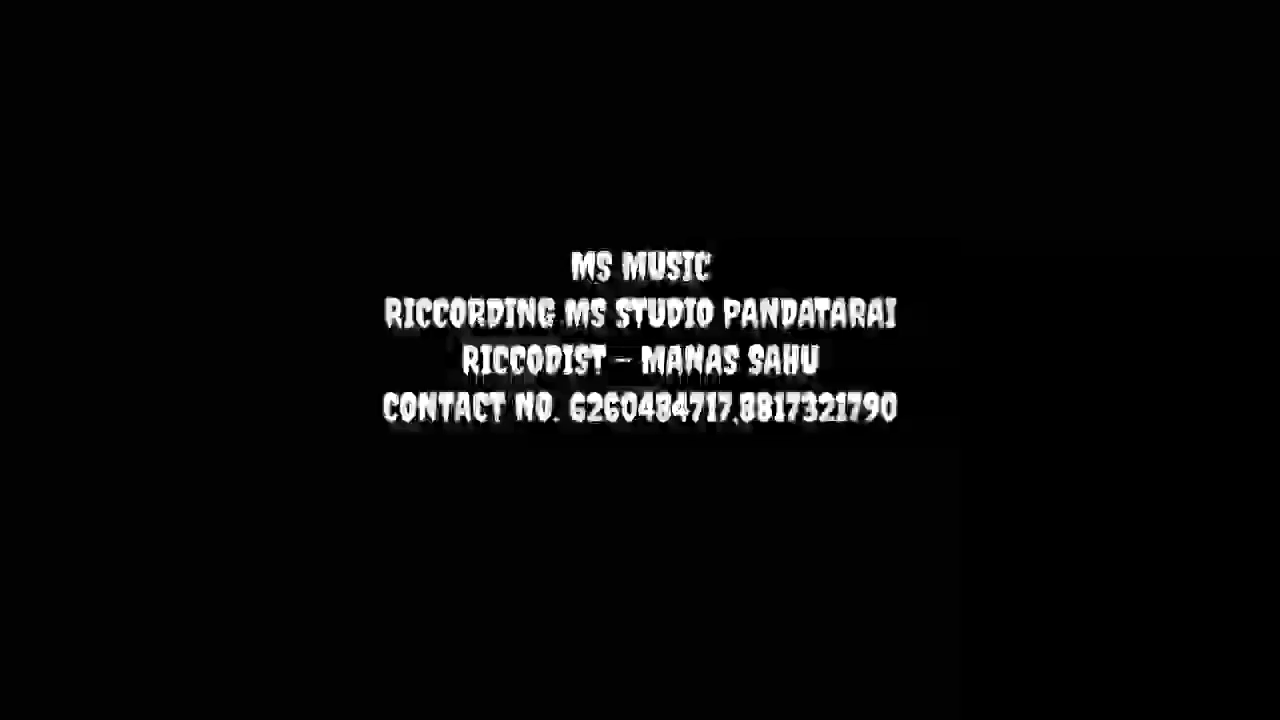 MS MUSIC
RICCORDING MS STUDIO PANDATARAI
RICCODIST - MANAS SAHU
CONTACT NO. 6260484717,8817321790